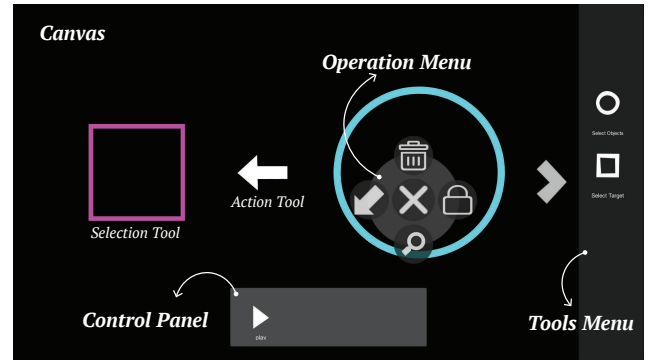 Canvas
Operation Menu
Select Objects
Action Tool
Select Target
Selection Tool
Control Panel
play
Tools Menu